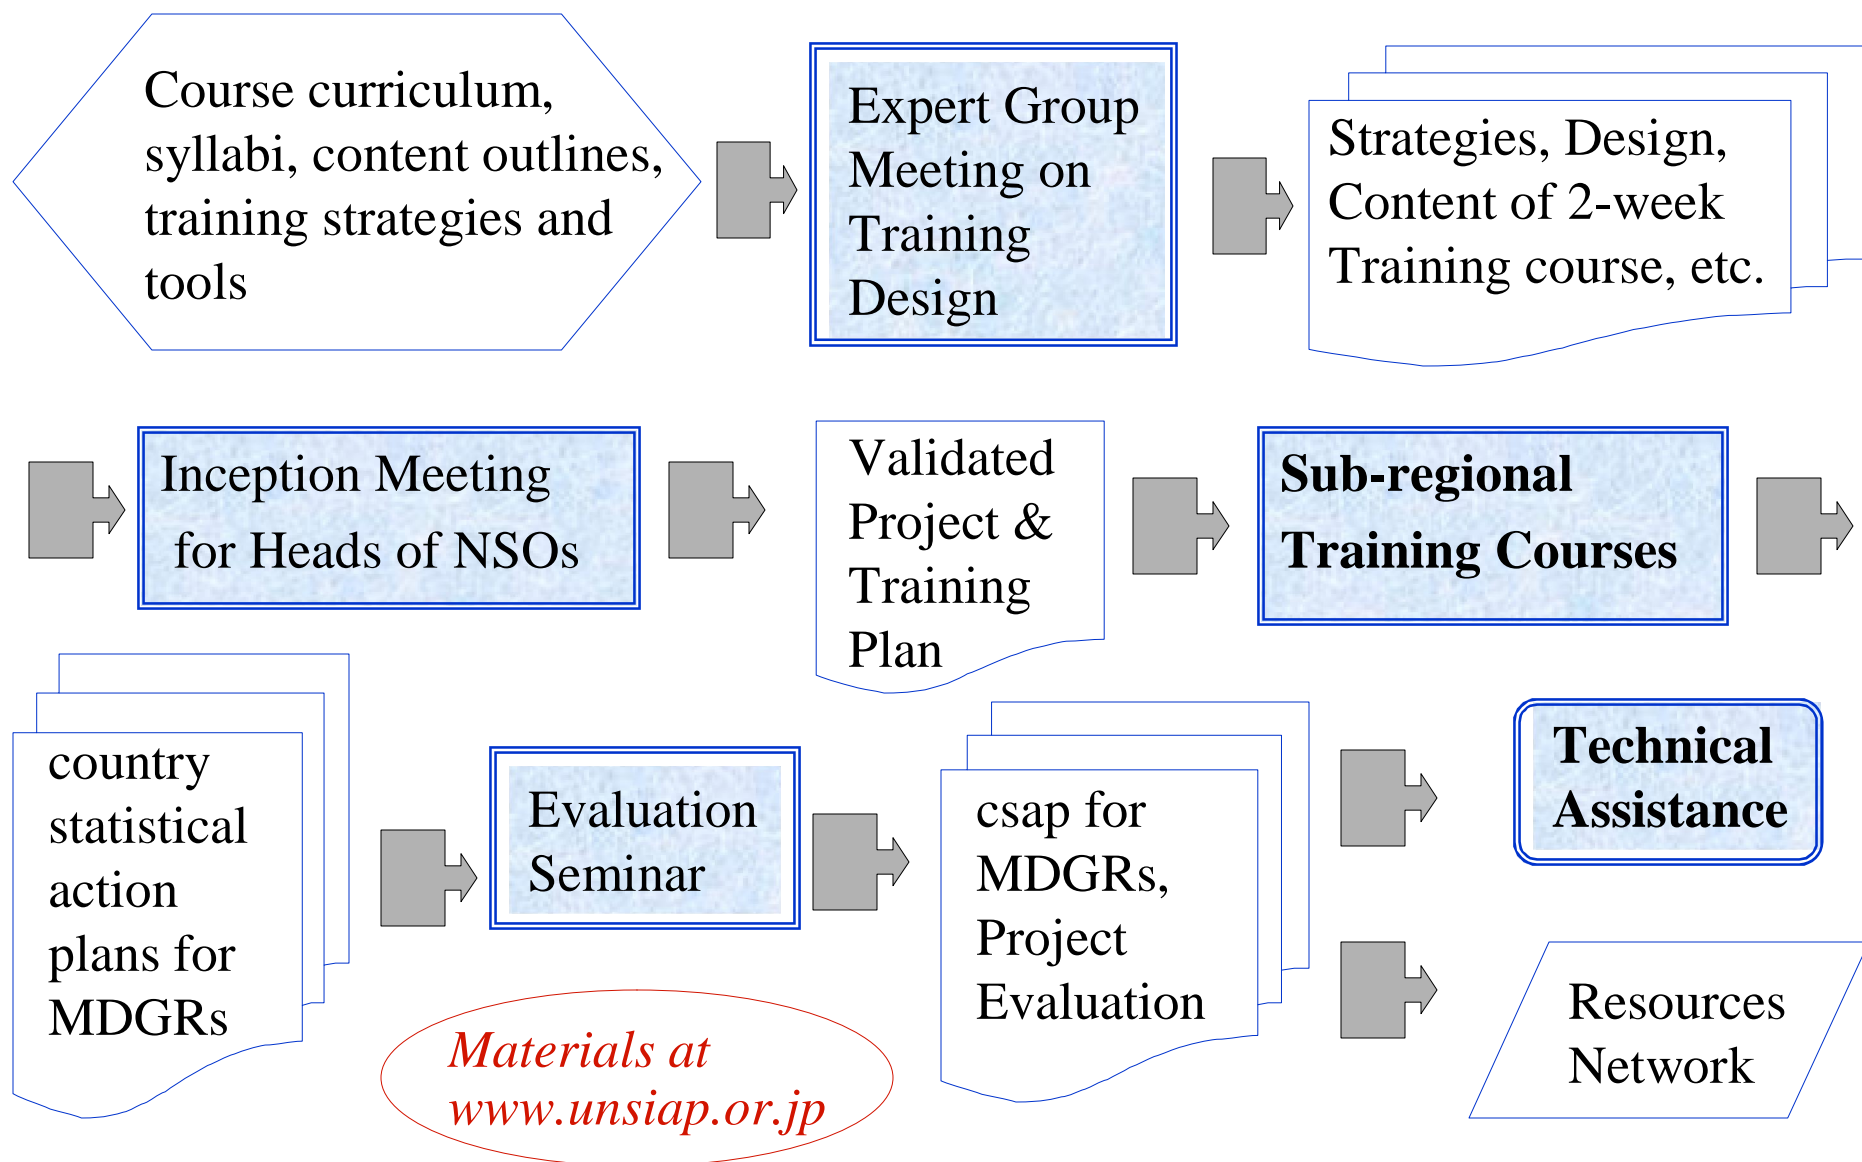 Course curriculum,
syllabi, content outlines,
training strategies and
tools
Expert Group
Meeting on
Training
Design
Strategies, Design,
Content of 2-week
Training course, etc.
Inception Meeting
for Heads of NSOs
Validated
Project &
Training
Plan
Sub-regional
Training Courses
country
statistical
action
plans for
MDGRs
Evaluation
Seminar
csap for
MDGRs,
Project
Evaluation
Technical
Assistance
Resources
Network
Materials at
www.unsiap.or.jp